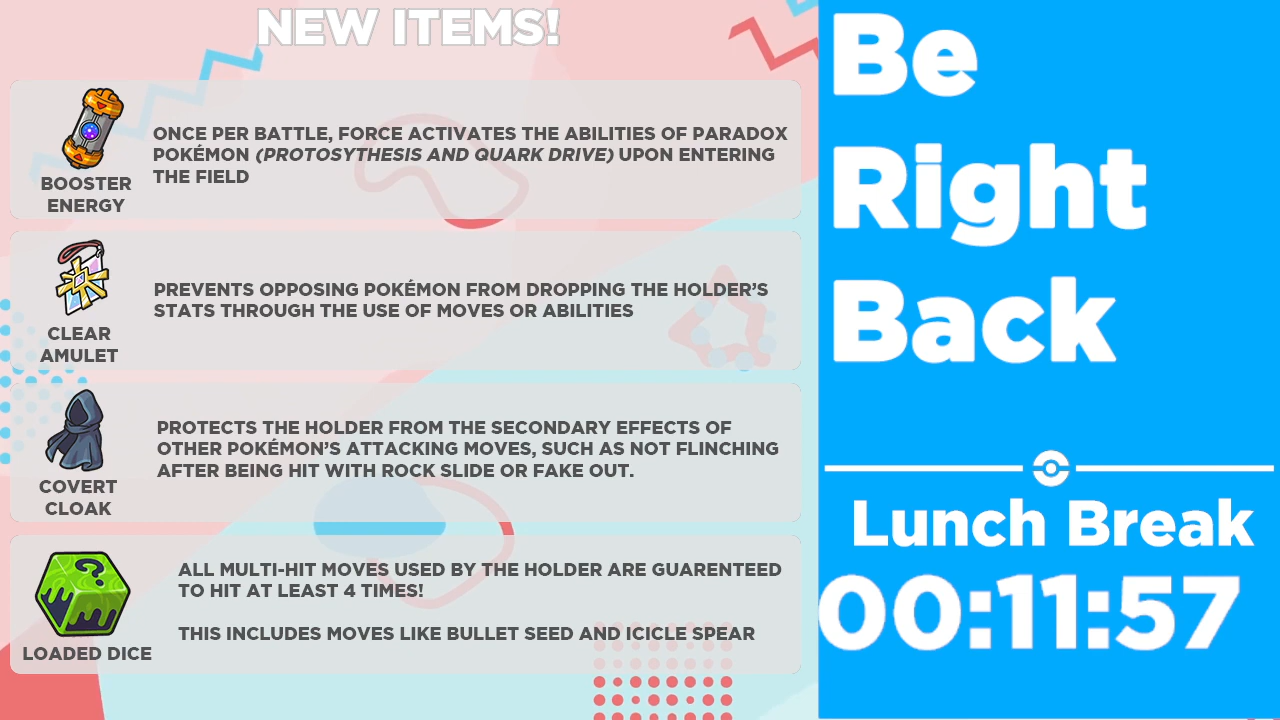 NEW ITEMS!
BOOSTER
ENERGY
ONCE PER BATTLE, FORCE ACTIVATES THE ABILITIES OF PARADOX
POKÉMON (PROTOSYTHESIS AND QUARK DRIVE) UPON ENTERING
THE FIELD
CLEAR
AMULET
PREVENTS OPPOSING POKÉMON FROM DROPPING THE HOLDER'S
STATS THROUGH THE USE OF MOVES OR ABILITIES
COVERT
CLOAK
PROTECTS THE HOLDER FROM THE SECONDARY EFFECTS OF
OTHER POKÉMON'S ATTACKING MOVES, SUCH AS NOT FLINCHING
AFTER BEING HIT WITH ROCK SLIDE OR FAKE OUT.
LOADED DICE
ALL MULTI-HIT MOVES USED BY THE HOLDER ARE GUARENTEED
TO HIT AT LEAST 4 TIMES!
THIS INCLUDES MOVES LIKE BULLET SEED AND ICICLE SPEAR
Be
Right
Back
Lunch Break
00:11:57